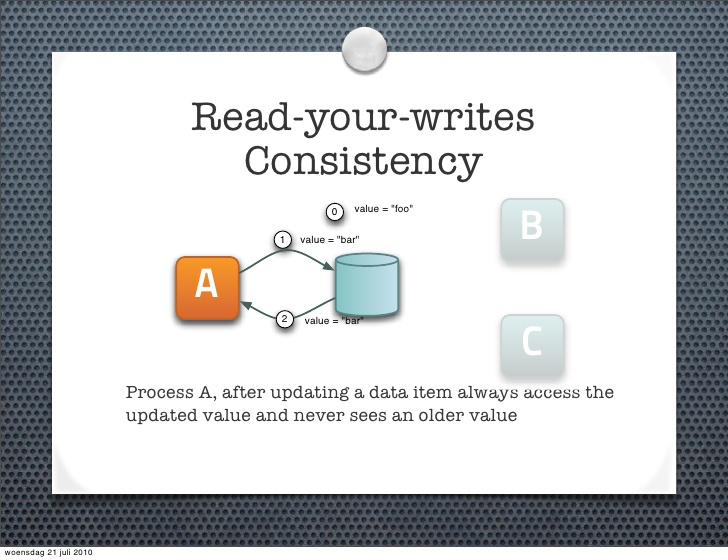 Read-your-writes
Consistency
0 value = "foo"
B
1 value = "bar"
A
2 value = "bar"
C
Process A, after updating a data item always access the
updated value and never sees an older value
woensdag 21 juli 2010